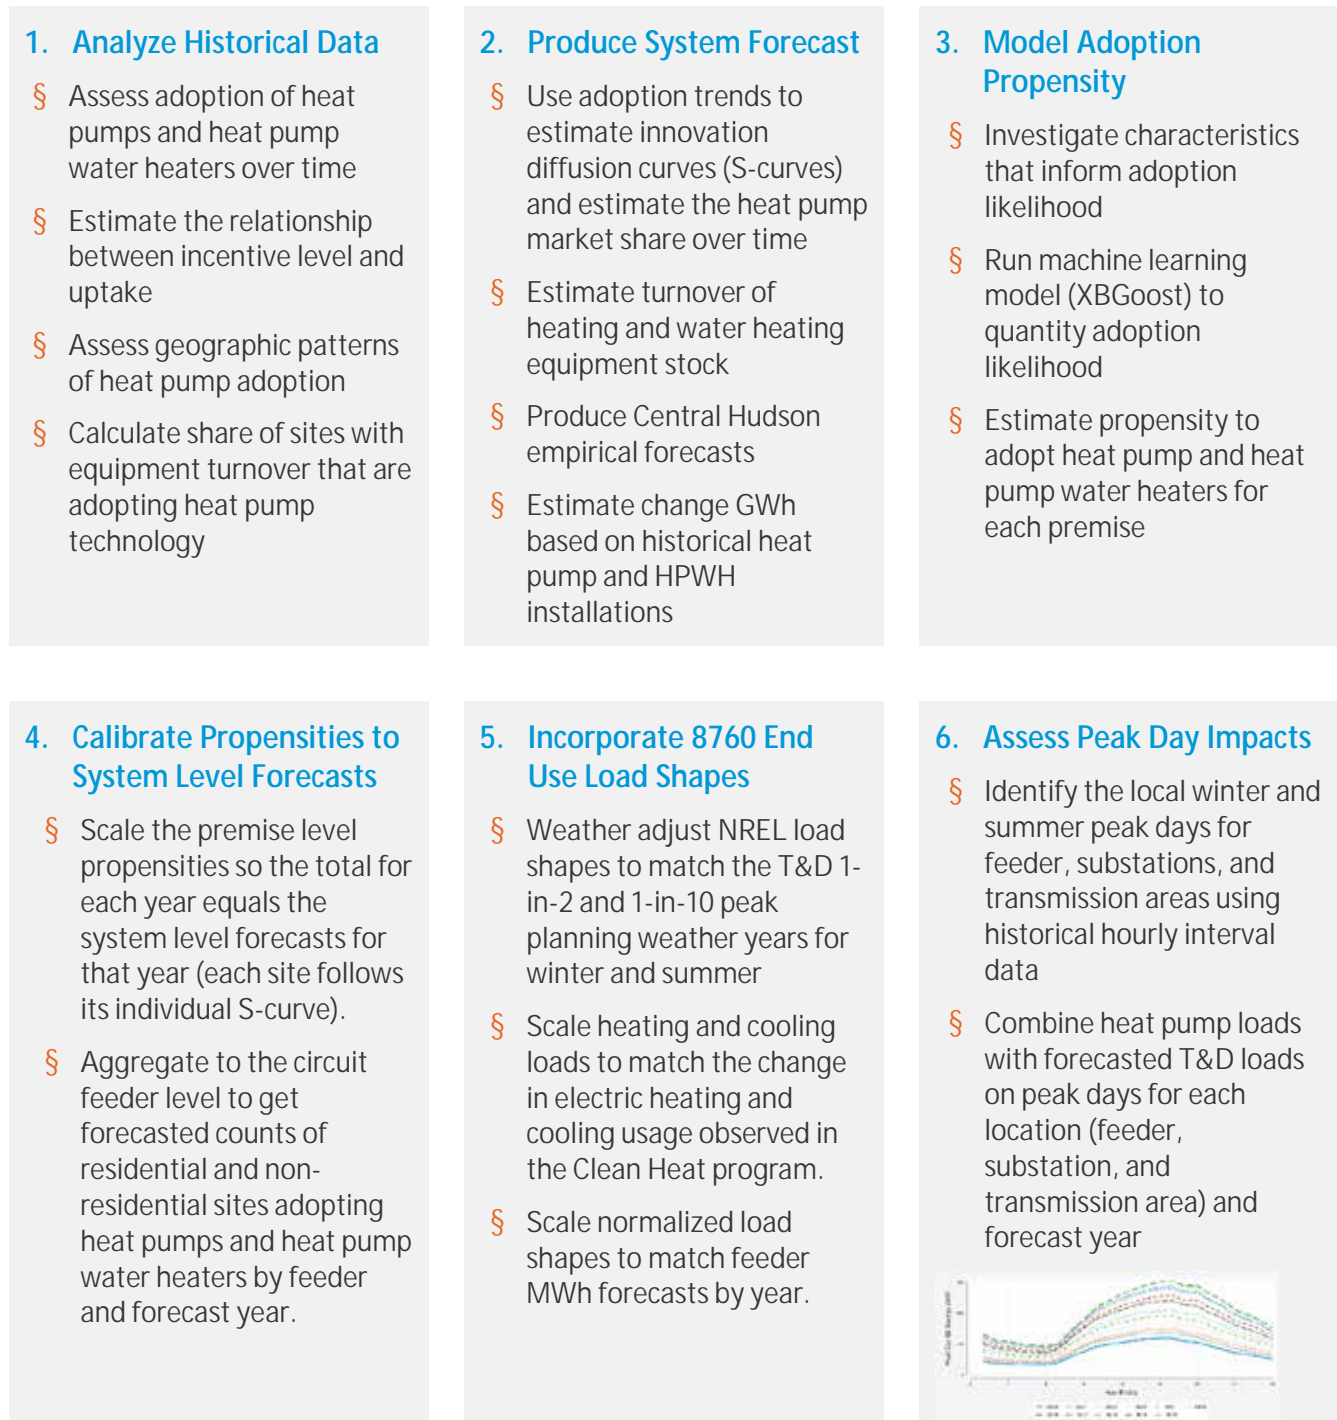 1. Analyze Historical Data
§ Assess adoption of heat
pumps and heat pump
water heaters over time
§ Estimate the relationship
between incentive level and
uptake
§ Assess geographic patterns
of heat pump adoption
§ Calculate share of sites with
equipment turnover that are
adopting heat pump
technology
2. Produce System Forecast
§ Use adoption trends to
estimate innovation
diffusion curves (S-curves)
and estimate the heat pump
market share over time
§ Estimate turnover of
heating and water heating
equipment stock
§ Produce Central Hudson
empirical forecasts
§ Estimate change GWh
based on historical heat
pump and HPWH
installations
3. Model Adoption
Propensity
§ Investigate characteristics
that inform adoption
likelihood
§ Run machine learning
model (XBGoost) to
quantity adoption
likelihood
§ Estimate propensity to
adopt heat pump and heat
pump water heaters for
each premise
4. Calibrate Propensities to
System Level Forecasts
§ Scale the premise level
propensities so the total for
each year equals the
system level forecasts for
that year (each site follows
its individual S-curve).
§ Aggregate to the circuit
feeder level to get
forecasted counts of
residential and non-
residential sites adopting
heat pumps and heat pump
water heaters by feeder
and forecast year.
5. Incorporate 8760 End
Use Load Shapes
§ Weather adjust NREL load
shapes to match the T&D 1-
in-2 and 1-in-10 peak
planning weather years for
winter and summer
§ Scale heating and cooling
loads to match the change
in electric heating and
cooling usage observed in
the Clean Heat program.
§ Scale normalized load
shapes to match feeder
MWh forecasts by year.
6. Assess Peak Day Impacts
§ Identify the local winter and
summer peak days for
feeder, substations, and
transmission areas using
historical hourly interval
data
§ Combine heat pump loads
with forecasted T&D loads
on peak days for each
location (feeder,
substation, and
transmission area) and
forecast year